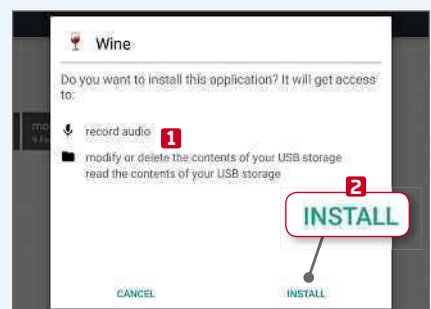 Wine
Do you want to install this application? It will get access
to:
record audio
1
modify or delete the contents of your USB storage
read the contents of your USB storage
2
INSTALL
CANCEL
INSTALL